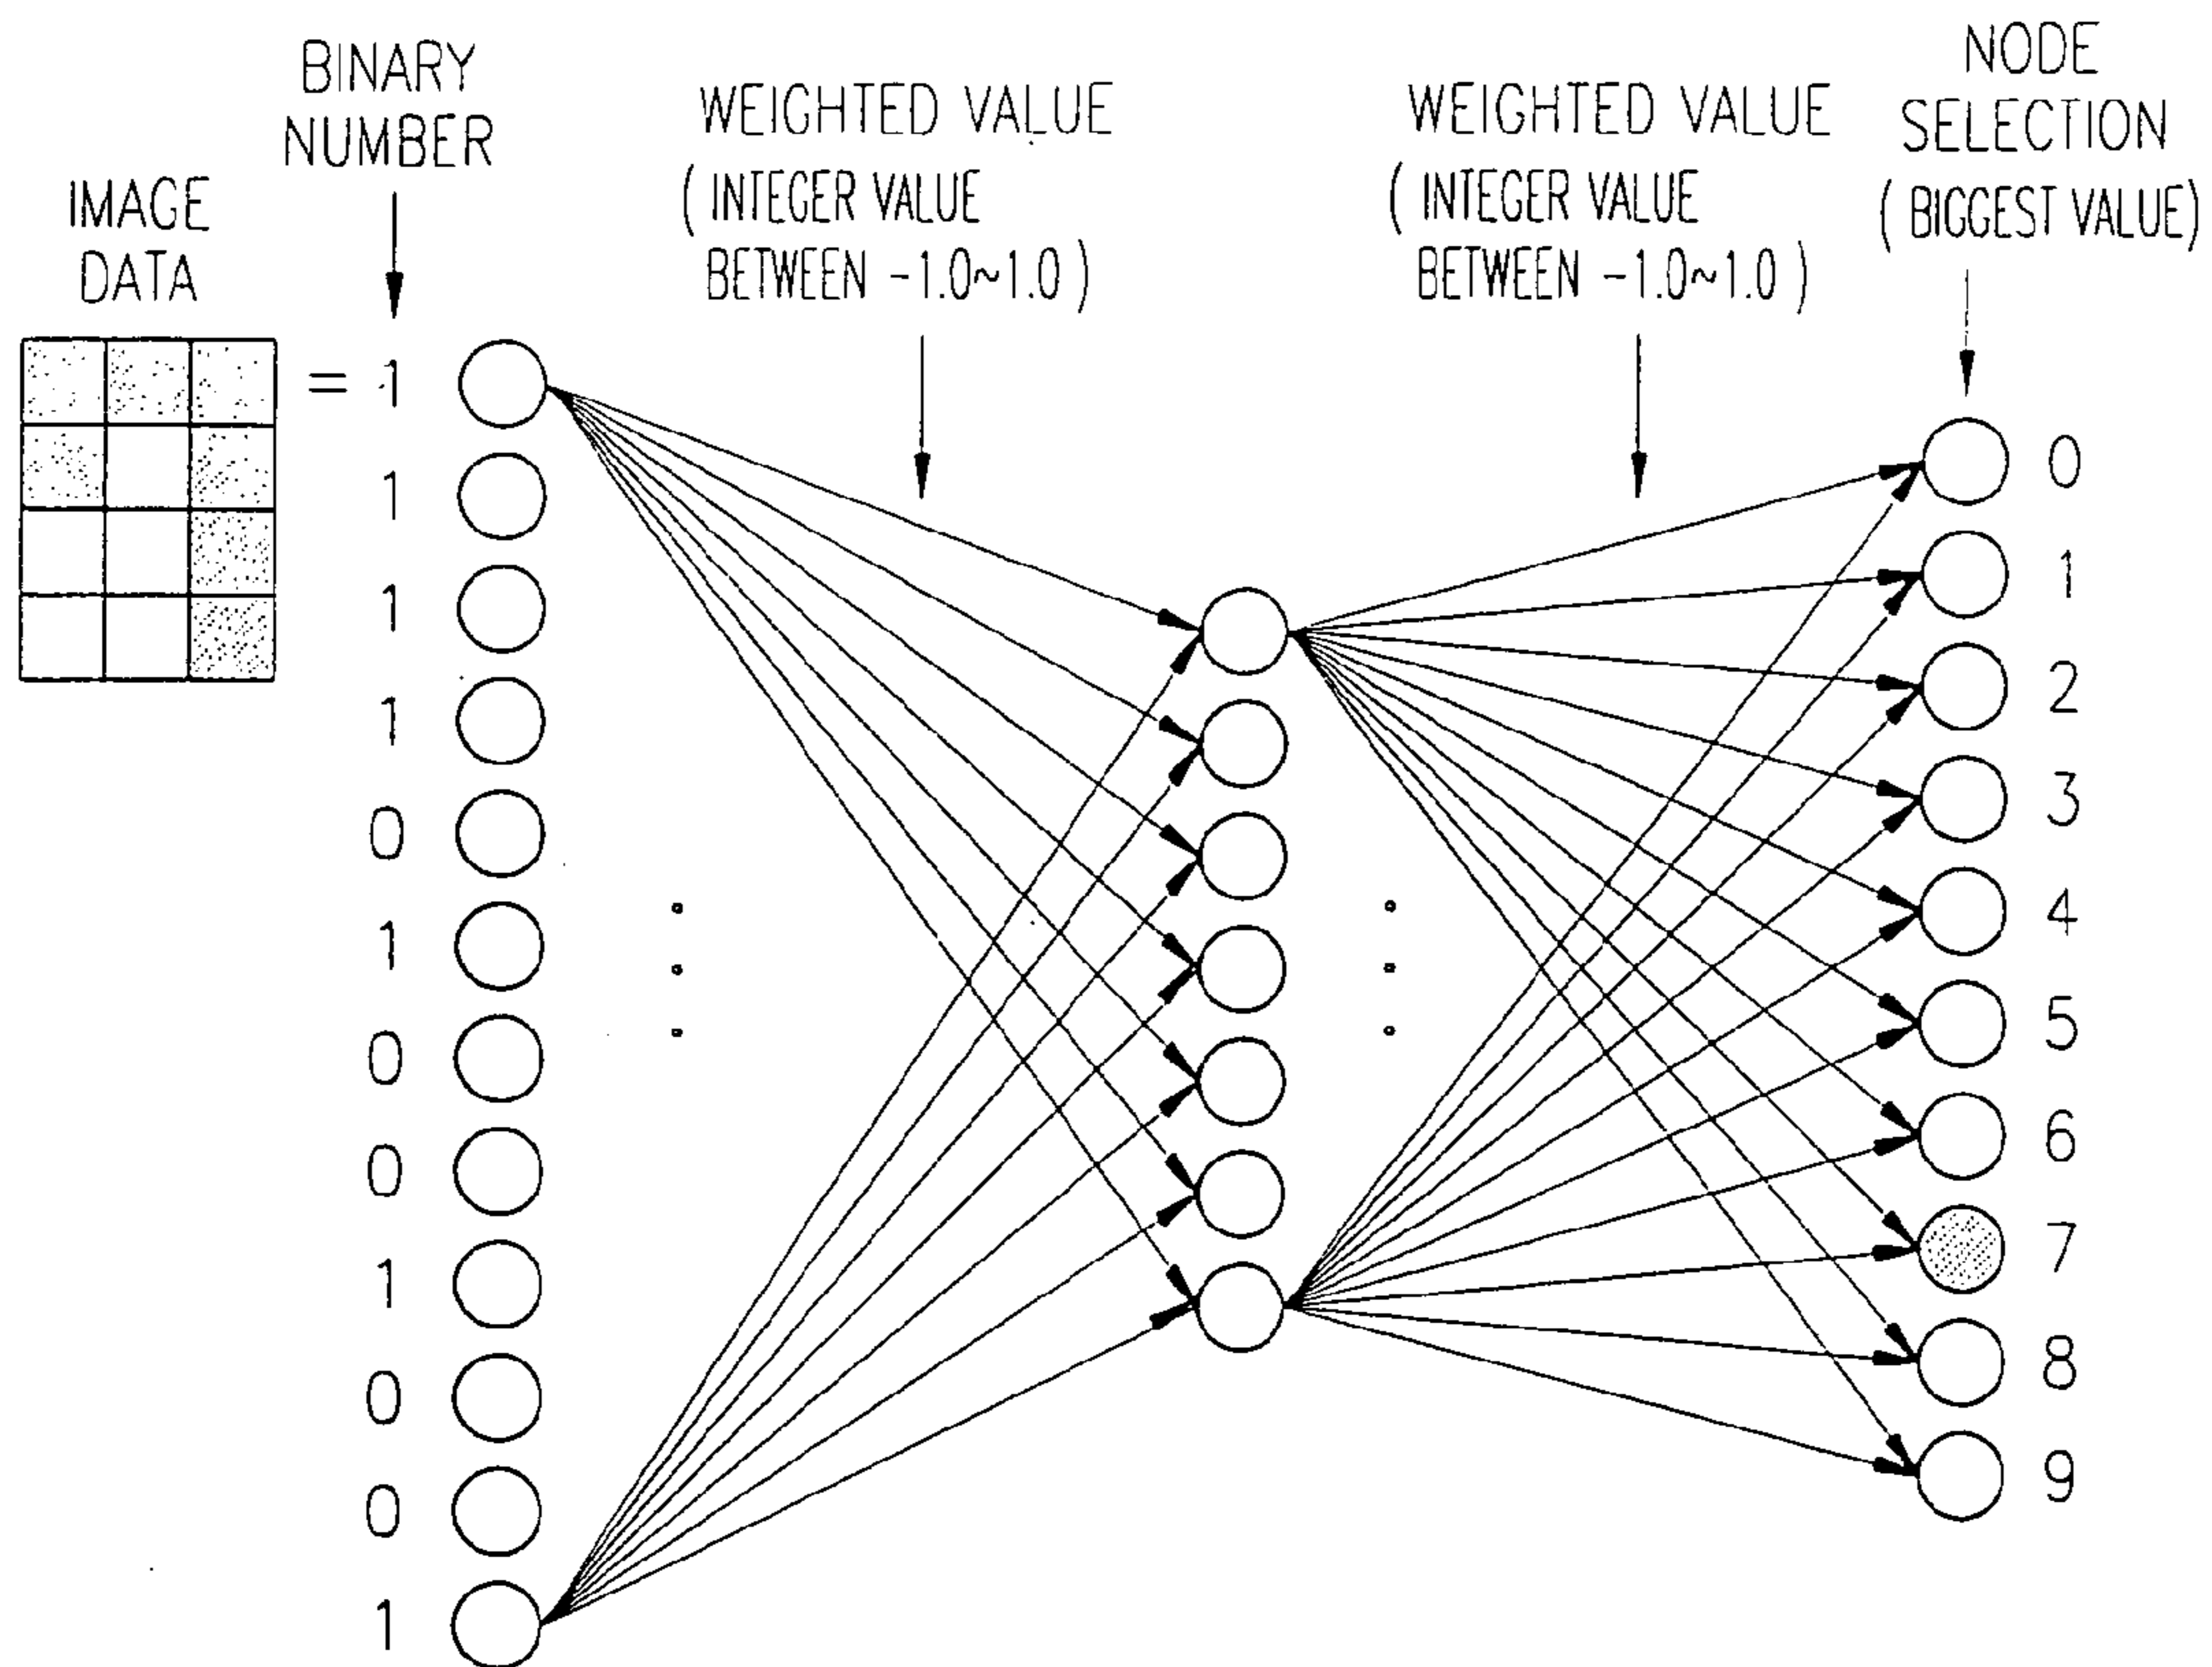 IMAGE
DATA
BINARY
NUMBER
WEIGHTED VALUE
( INTEGER VALUE
BETWEEN -1.0~1.0 )
WEIGHTED VALUE
( INTEGER VALUE
BETWEEN -1.0~1.0 )
NODE
SELECTION
( BIGGEST VALUE)
= 1
1
1
1
0
1
0
0
1
0
0
1
0
1
2
3
4
5
6
7
8
9